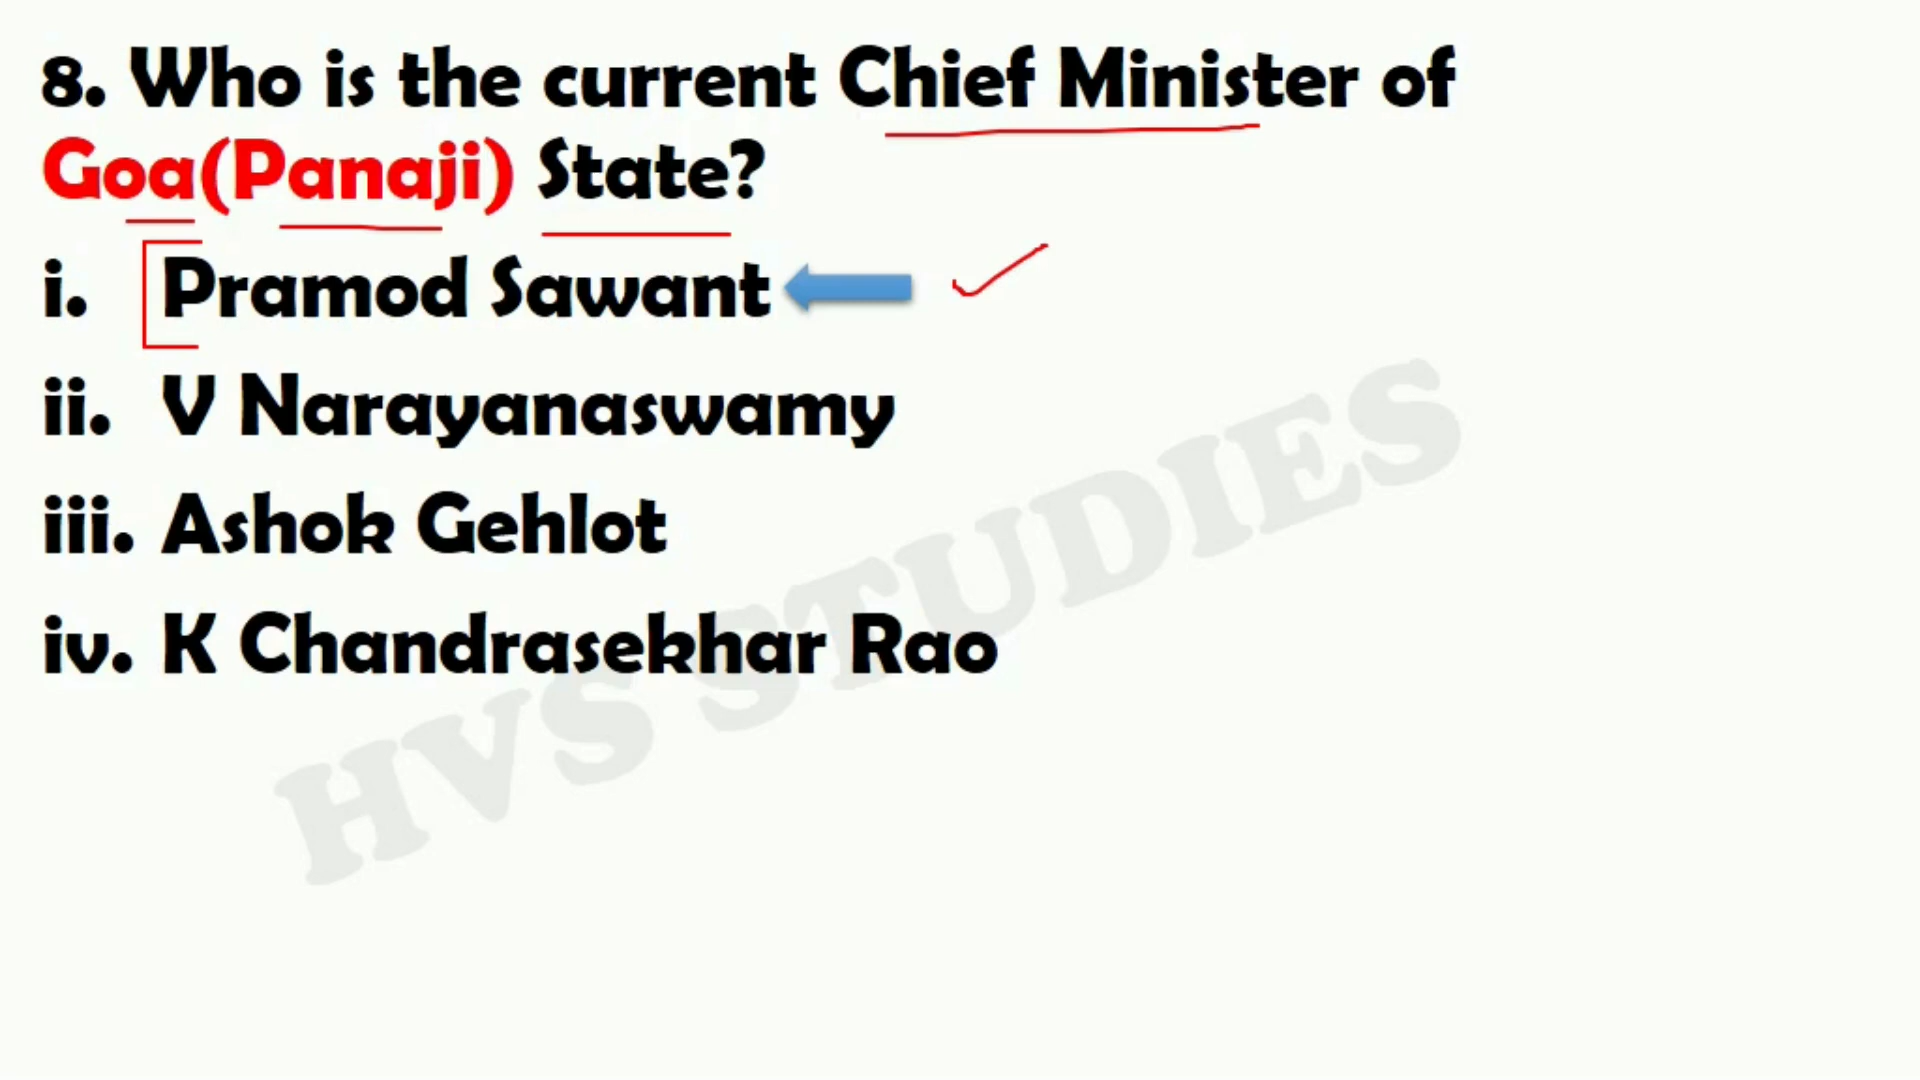 8. Who is the current Chief Minister of
Goa(Panaji) State?
i. Pramod Sawant
ii. V Narayanaswamy
iii. Ashok Gehlot
iv. K Chandrasekhar Rao
HVS STUDIES